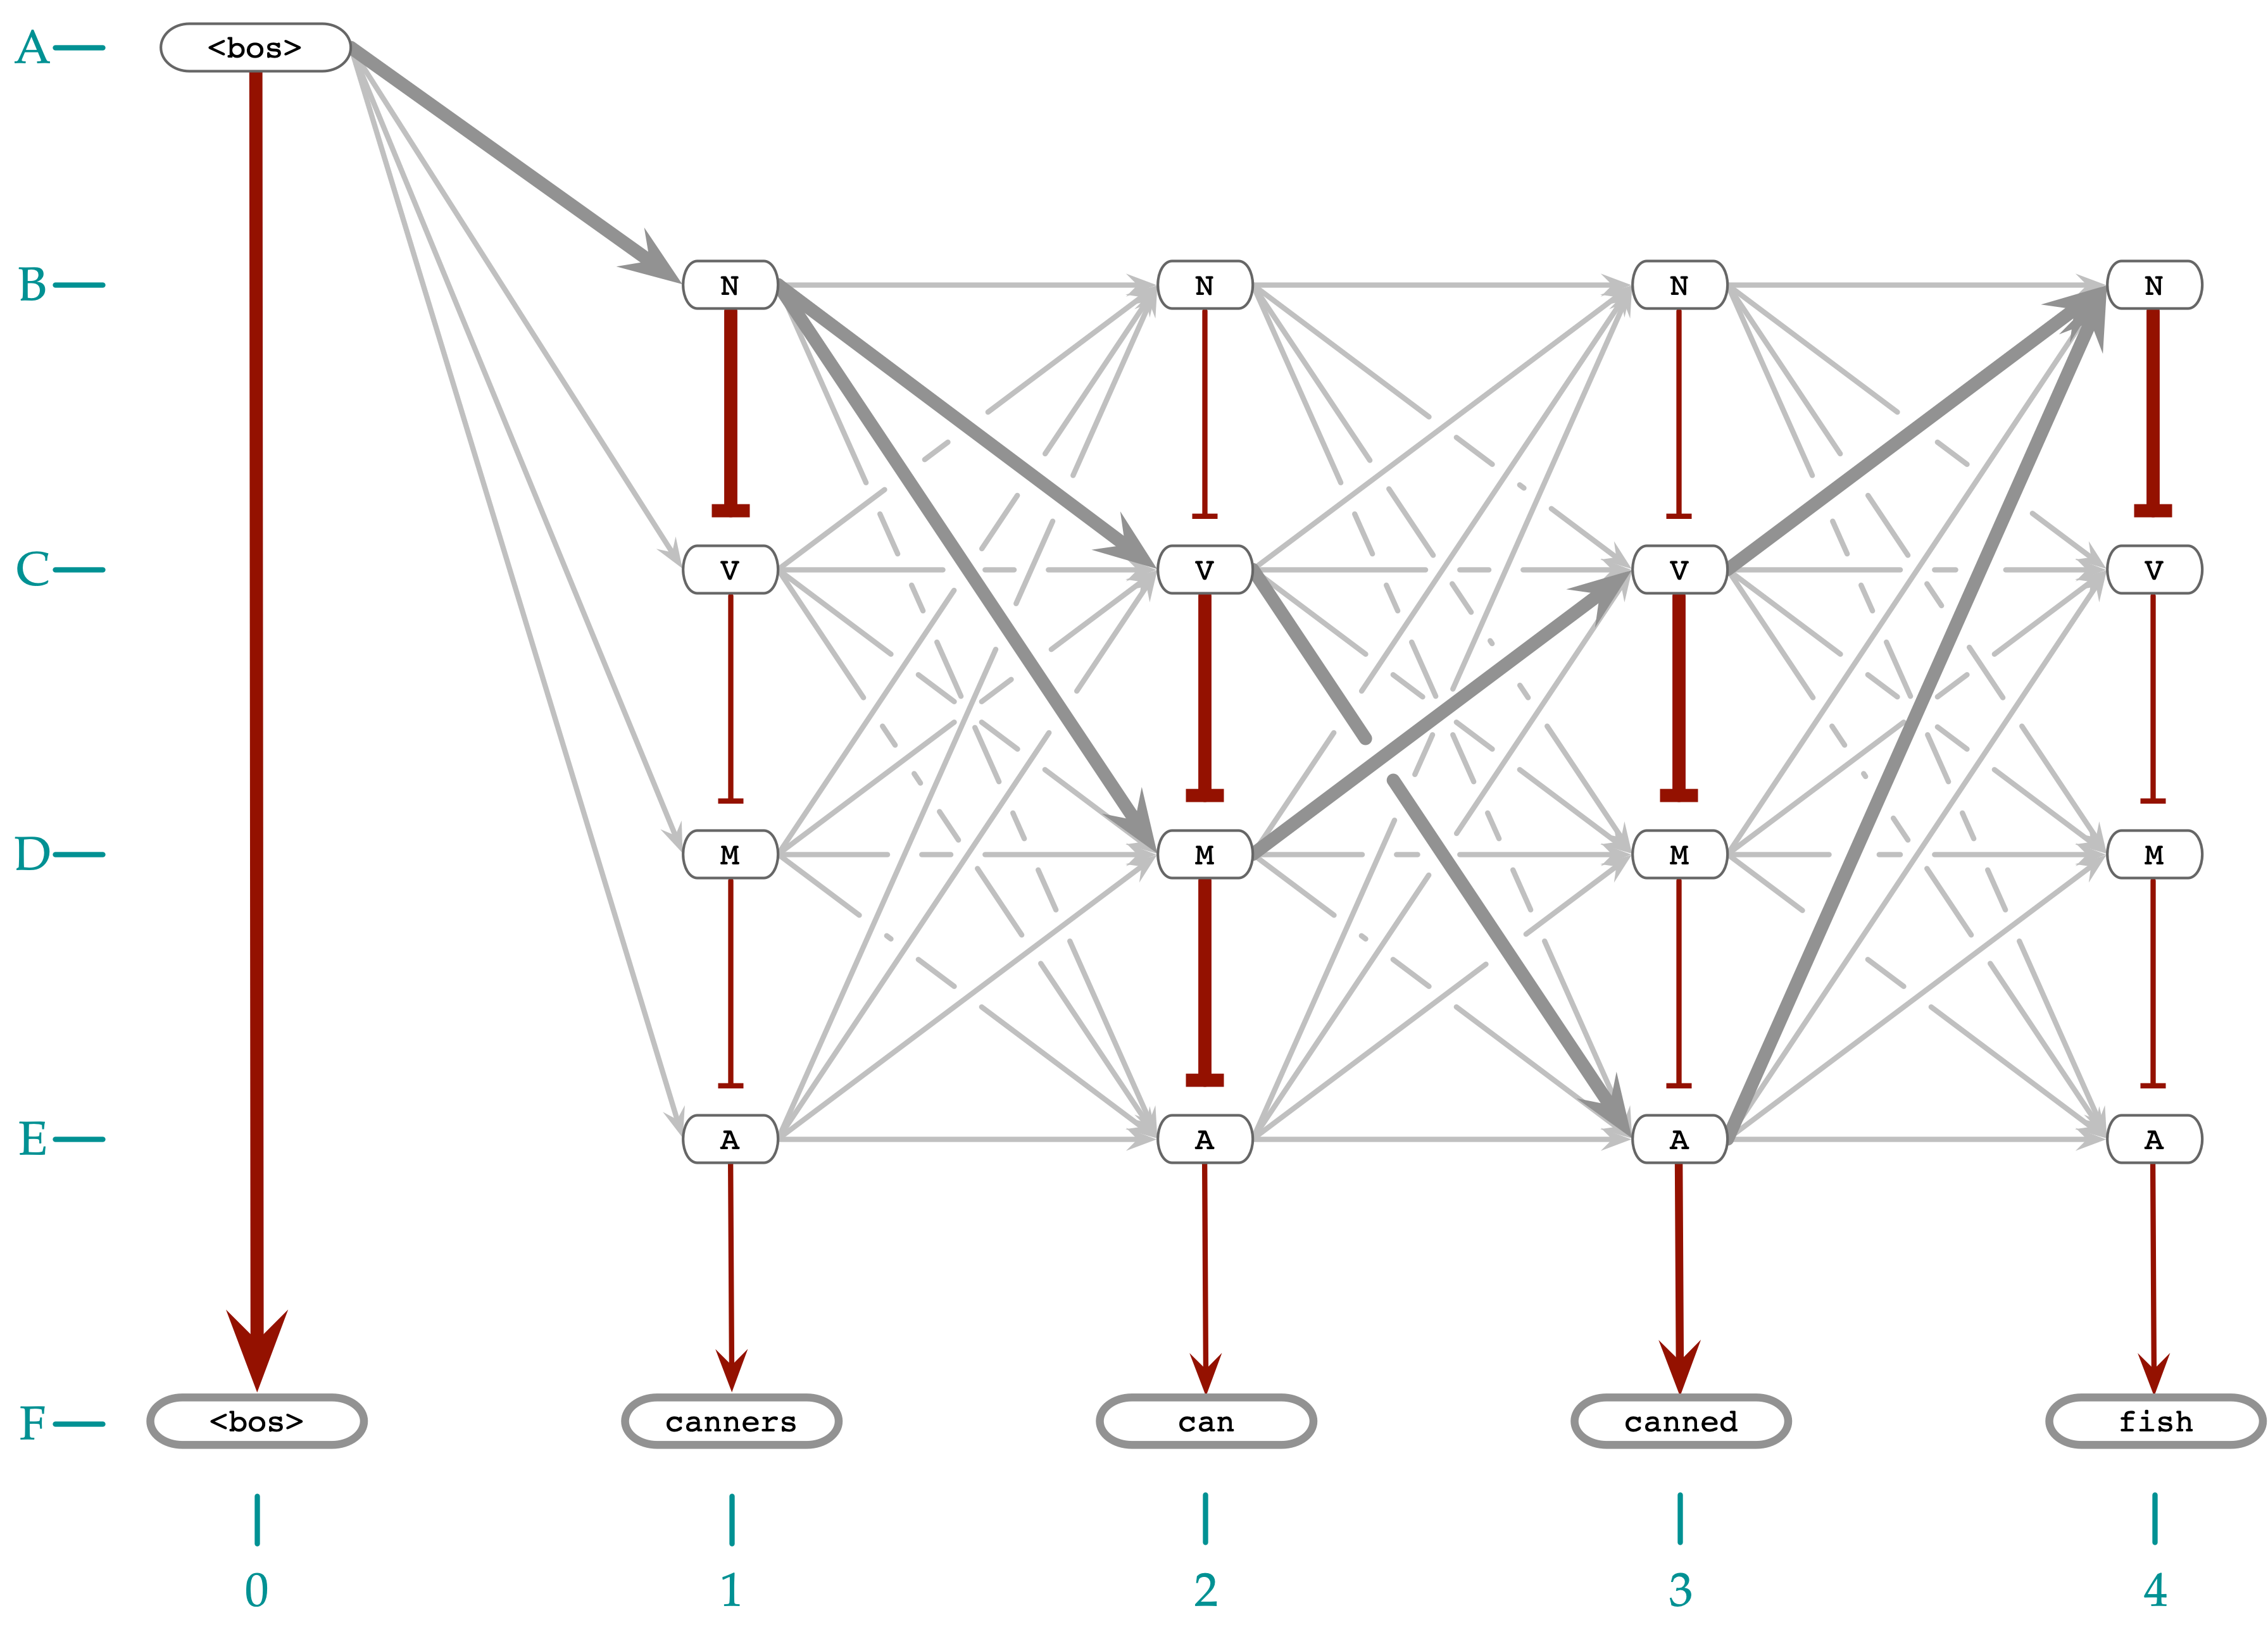 A <bos>
B N N N N
C V V V V
D M M M M
E A A A A
F <bos> canners can canned fish
0 1 2 3 4